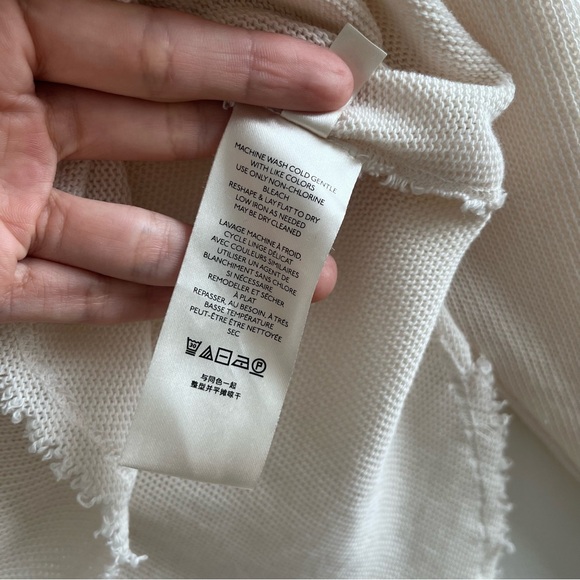 MACHINE WASH COLD GENTLE
WITH LIKE COLORS
USE ONLY NON-CHLORINE
BLEACH
RESHAPE & LAY FLAT TO DRY
LOW IRON AS NEEDED
MAY BE DRY CLEANED
LAVAGE MACHINE À FROID;
CYCLE LINGE DÉLICAT
AVEC COULEURS SIMILAIRES
UTILISER UN AGENT DE
BLANCHIMENT SANS CHLORE
SI NÉCESSAIRE
REMODELER ET SÉCHER
À PLAT
REPASSER, AU BESOIN, À TRÈS
BASSE TEMPÉRATURE
PEUT-ÊTRE ÊTRE NETTOYÉE
SEC
30 P
与同色一起
整型并平摊晾干